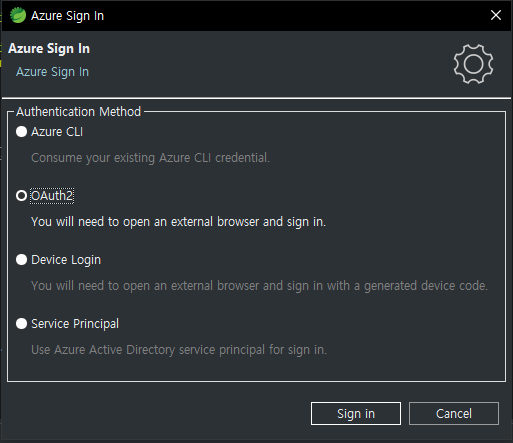 Azure Sign In
Azure Sign In
Azure Sign In
Authentication Method
Azure CLI
Consume your existing Azure CLI credential.
OAuth2
You will need to open an external browser and sign in.
Device Login
You will need to open an external browser and sign in with a generated device code.
Service Principal
Use Azure Active Directory service principal for sign in.
Sign in
Cancel